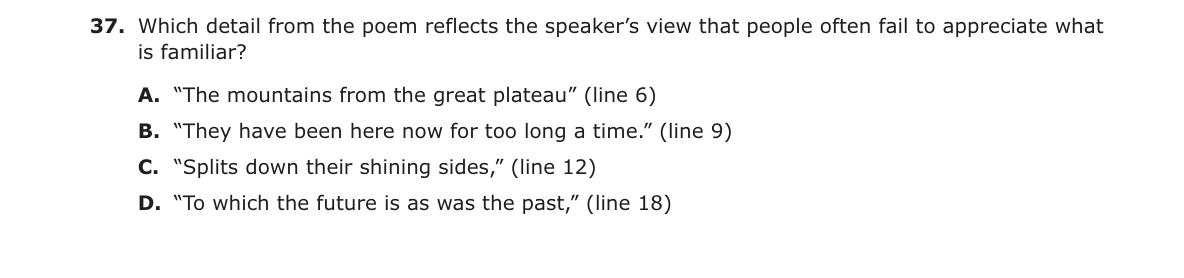 37. Which detail from the poem reflects the speaker’s view that people often fail to appreciate what
is familiar?
A. “The mountains from the great plateau” (line 6)
B. “They have been here now for too long a time.” (line 9)
C. “Splits down their shining sides,” (line 12)
D. “To which the future is as was the past,” (line 18)